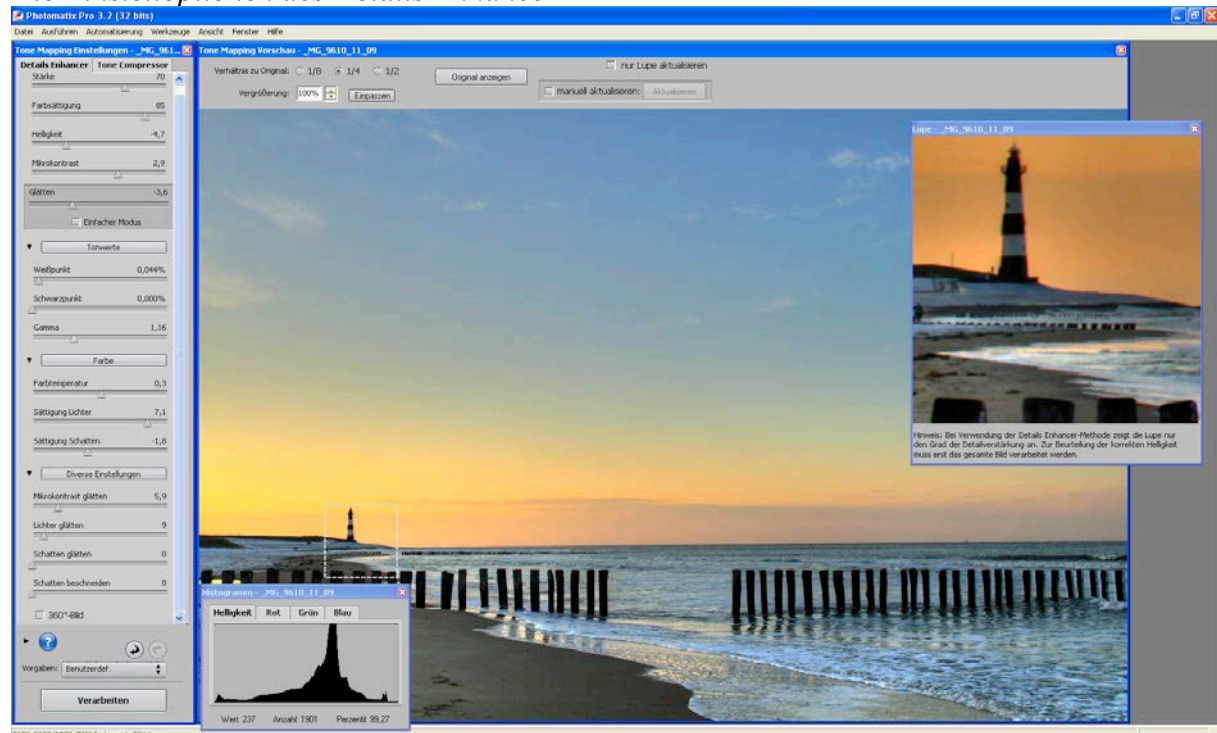 Photomatix Pro 3.2 (32 bits)
Datei Ausführen Automatisierung Werkzeuge Ansicht Fenster Hilfe
Tone Mapping Einstellungen - _MG_961...
Details Enhancer Tone Compressor
Stärke 70
Farbsättigung 85
Helligkeit -4,7
Mikrokontrast 2,9
Glätten -3,6
Einfacher Modus
Tonwerte
Weißpunkt 0,044%
Schwarzpunkt 0,000%
Gamma 1,16
Farbe
Farbtemperatur 0,3
Sättigung Lichter 7,1
Sättigung Schatten -1,8
Diverse Einstellungen
Mikrokontrast glätten 5,9
Lichter glätten 9
Schatten glätten 0
Schatten beschneiden 0
360°-Bild
?
Vorgaben: Benutzerdef.
Verarbeiten
Tone Mapping Vorschau - _MG_9610_11_09
Verhältnis zu Original: 1/8 1/4 1/2
Original anzeigen
nur Lupe aktualisieren
Vergrößerung: 100% Einpassen
manuell aktualisieren: Aktualisieren
Lupe - _MG_9610_11_09
Hinweis: Bei Verwendung der Details Enhancer-Methode zeigt die Lupe nur
den Grad der Detailverstärkung an. Zur Beurteilung der korrekten Helligkeit
muss erst das gesamte Bild verarbeitet werden.
Histogramm - _MG_9610_11_09
Helligkeit Rot Grün Blau
Wert: 237 Anzahl: 1901 Perzentil: 99,27